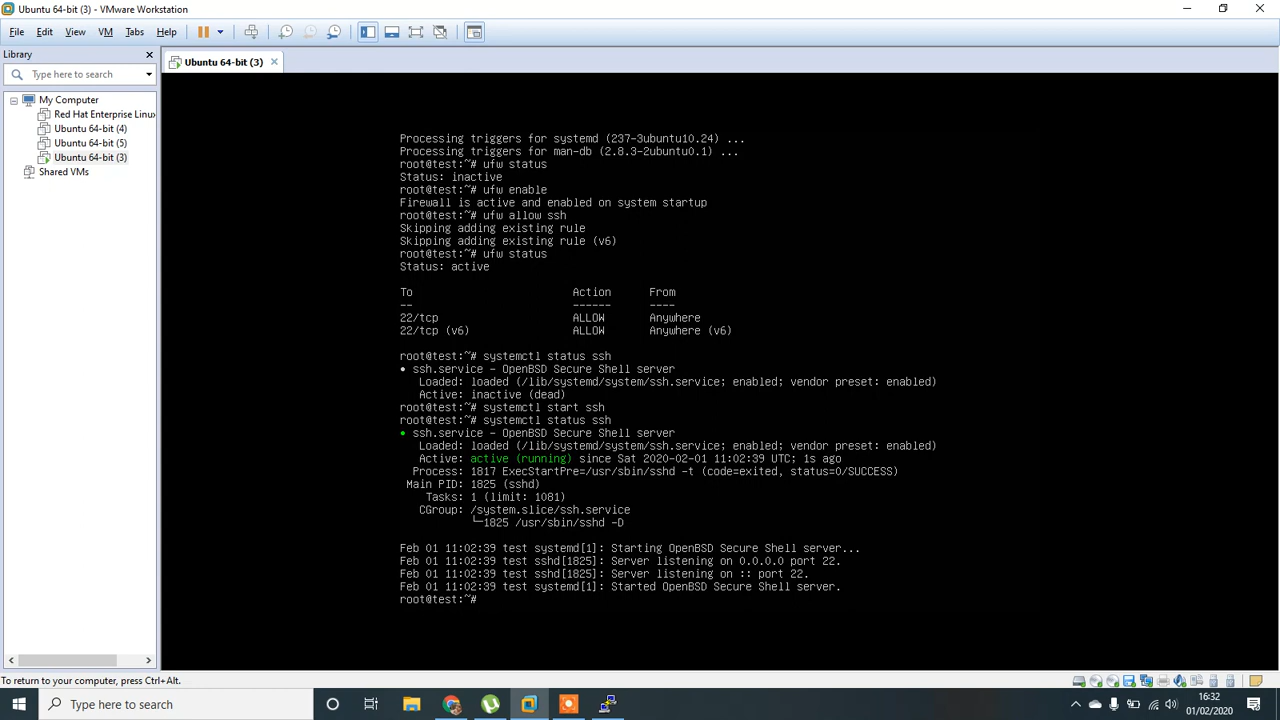 Ubuntu 64-bit (3) - VMware Workstation
File Edit View VM Tabs Help
Library
Type here to search
My Computer
Red Hat Enterprise Linux
Ubuntu 64-bit (4)
Ubuntu 64-bit (5)
Ubuntu 64-bit (3)
Shared VMs
Ubuntu 64-bit (3)
Processing triggers for systemd (237-3ubuntu10.24) ...
Processing triggers for man-db (2.8.3-2ubuntu0.1) ...
root@test:~# ufw status
Status: inactive
root@test:~# ufw enable
Firewall is active and enabled on system startup
root@test:~# ufw allow ssh
Skipping adding existing rule
Skipping adding existing rule (v6)
root@test:~# ufw status
Status: active
To Action From
-- ------ ----
22/tcp ALLOW Anywhere
22/tcp (v6) ALLOW Anywhere (v6)
root@test:~# systemctl status ssh
● ssh.service - OpenBSD Secure Shell server
Loaded: loaded (/lib/systemd/system/ssh.service; enabled; vendor preset: enabled)
Active: inactive (dead)
root@test:~# systemctl start ssh
root@test:~# systemctl status ssh
● ssh.service - OpenBSD Secure Shell server
Loaded: loaded (/lib/systemd/system/ssh.service; enabled; vendor preset: enabled)
Active: active (running) since Sat 2020-02-01 11:02:39 UTC; 1s ago
Process: 1817 ExecStartPre=/usr/sbin/sshd -t (code=exited, status=0/SUCCESS)
Main PID: 1825 (sshd)
Tasks: 1 (limit: 1081)
CGroup: /system.slice/ssh.service
└─1825 /usr/sbin/sshd -D
Feb 01 11:02:39 test systemd[1]: Starting OpenBSD Secure Shell server...
Feb 01 11:02:39 test sshd[1825]: Server listening on 0.0.0.0 port 22.
Feb 01 11:02:39 test sshd[1825]: Server listening on :: port 22.
Feb 01 11:02:39 test systemd[1]: Started OpenBSD Secure Shell server.
root@test:~#
To return to your computer, press Ctrl+Alt.
Type here to search
16:32
01/02/2020